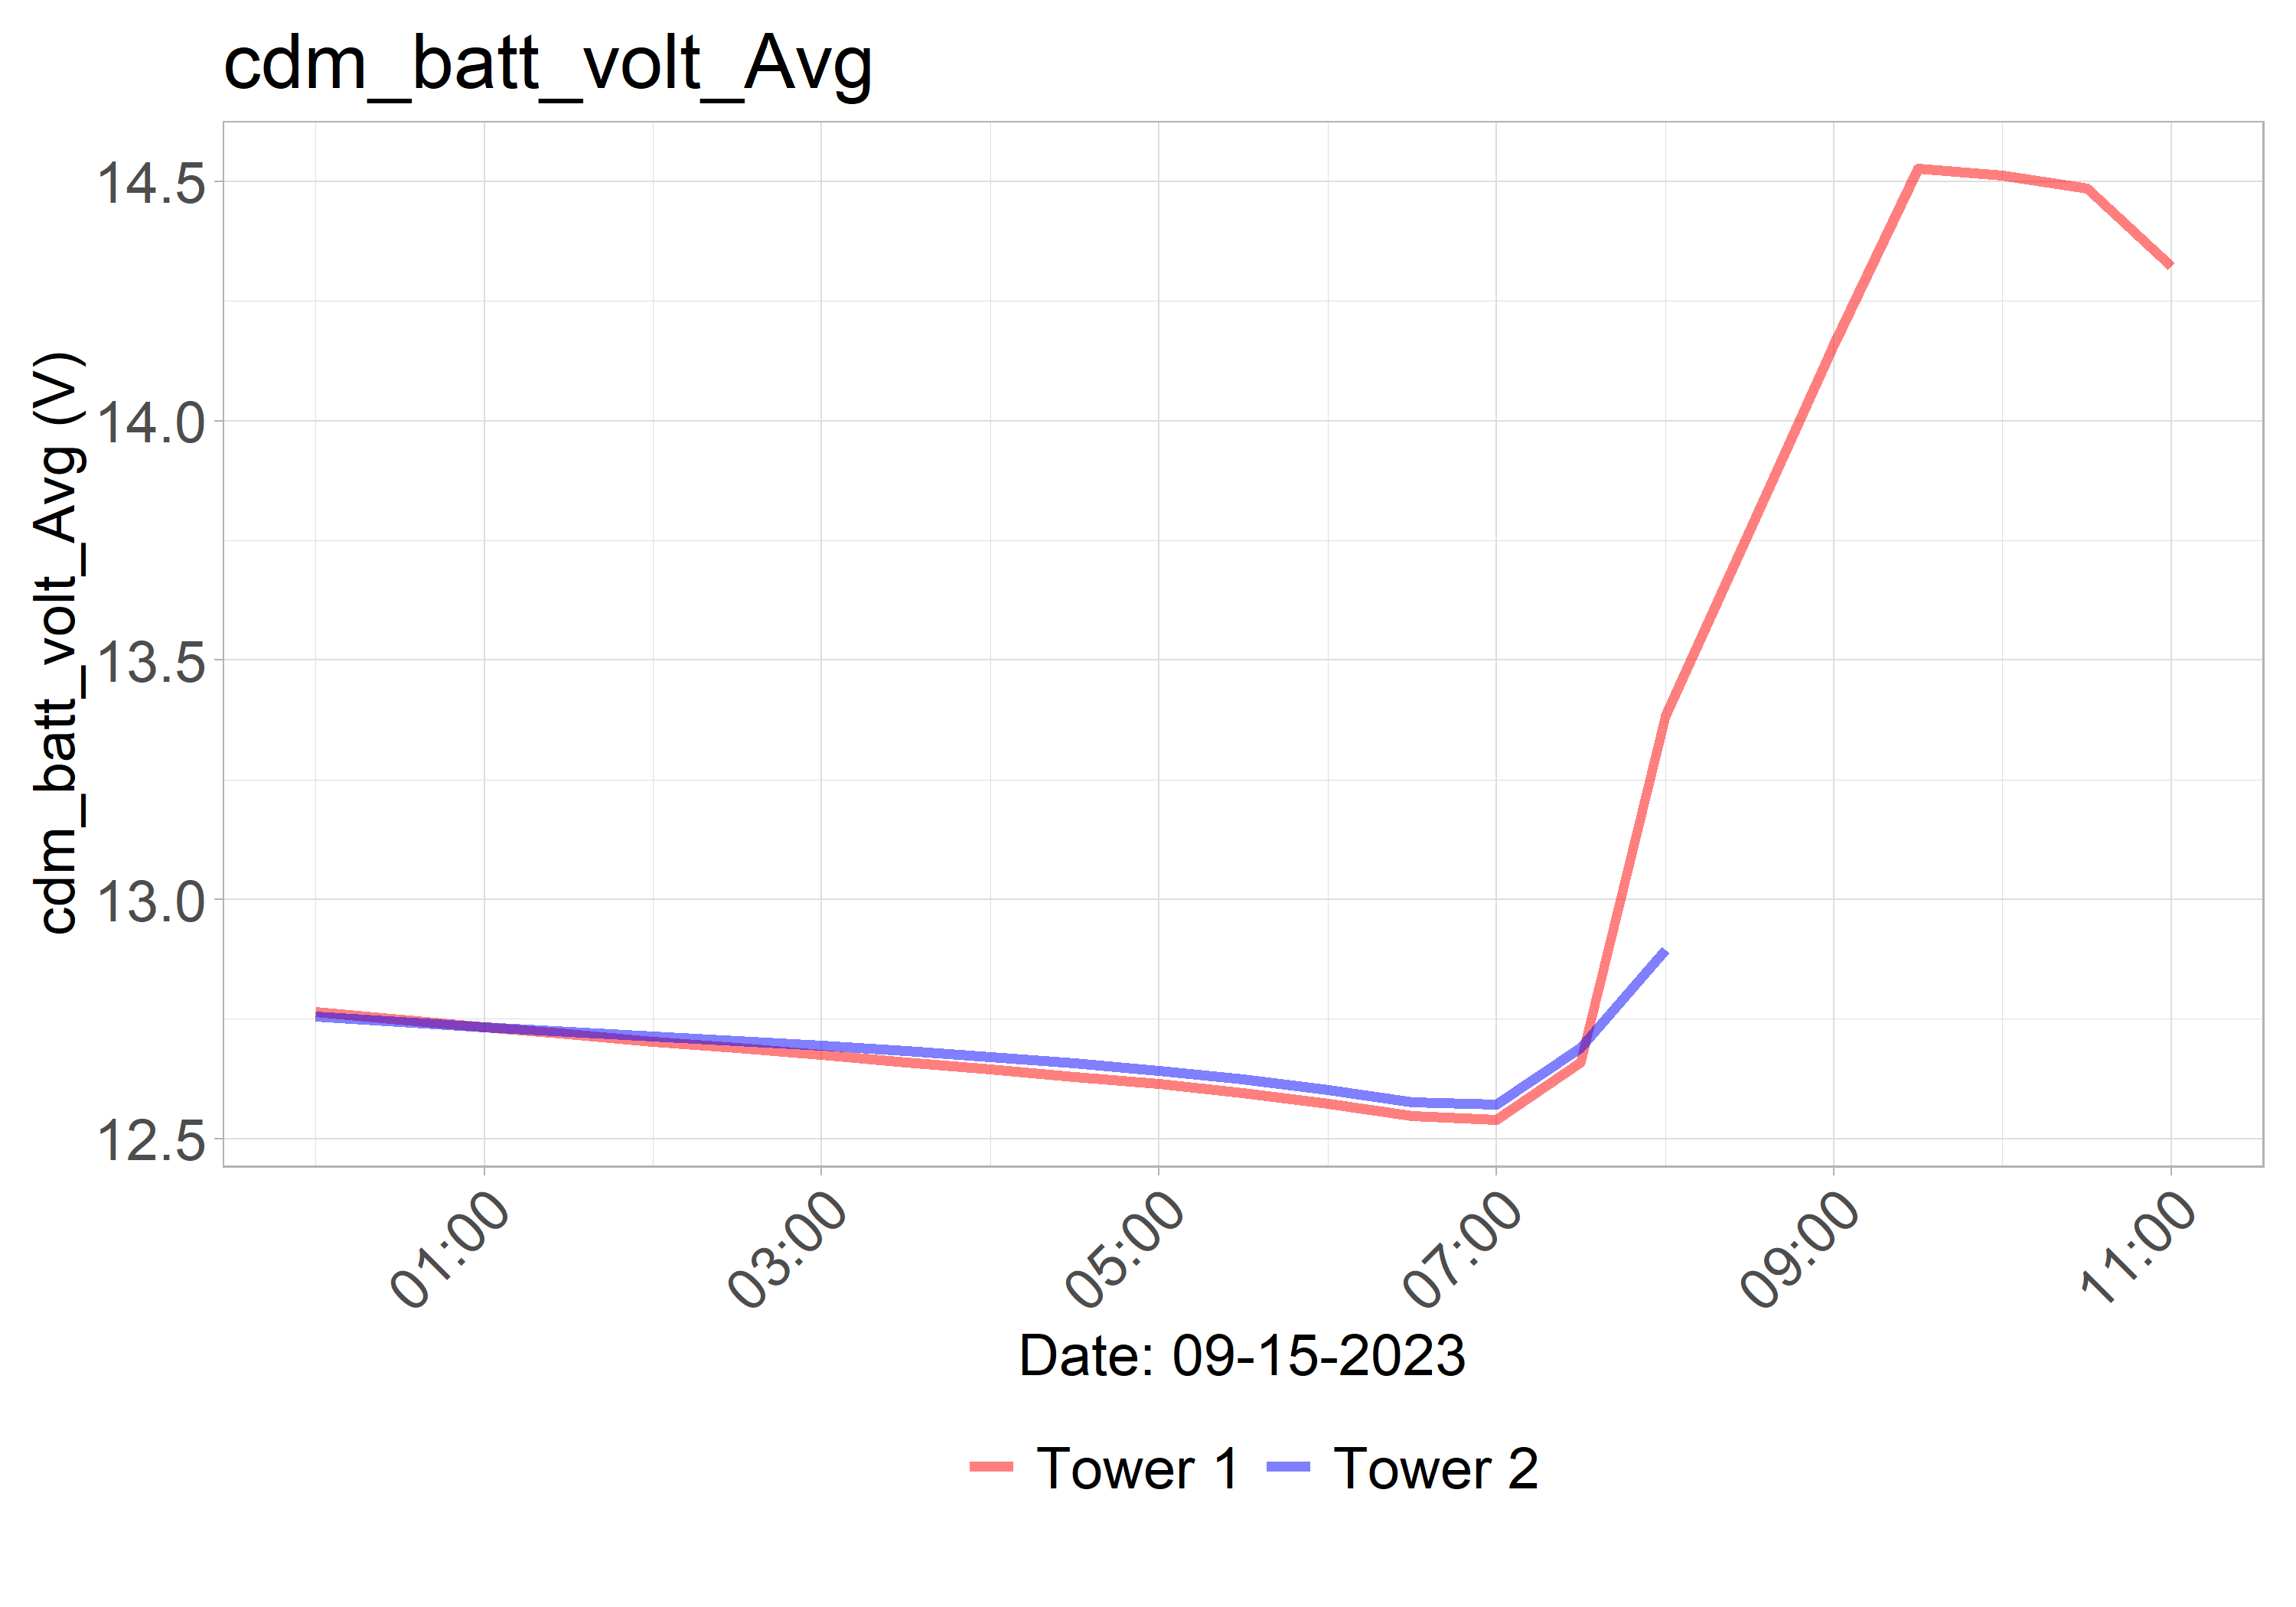 cdm_batt_volt_Avg
cdm_batt_volt_Avg (V)
14.5
14.0
13.5
13.0
12.5
01:00
03:00
05:00
07:00
09:00
11:00
Date: 09-15-2023
Tower 1
Tower 2